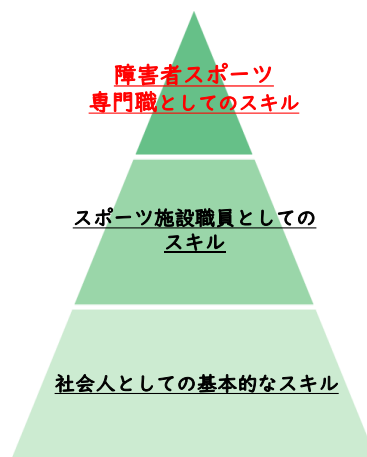 障害者スポーツ
専門職としてのスキル
スポーツ施設職員としての
スキル
社会人としての基本的なスキル